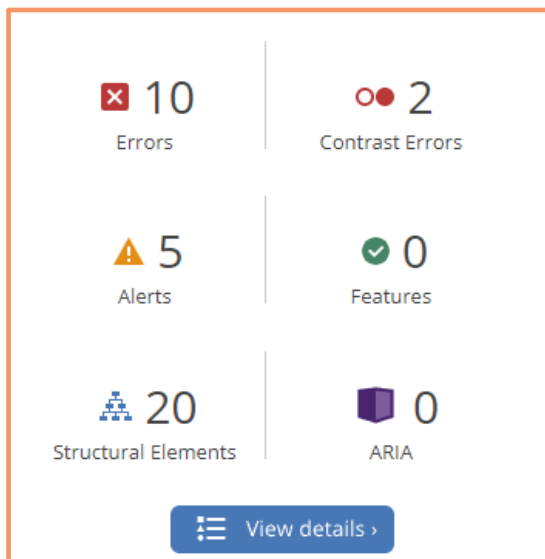 10 2
Errors Contrast Errors
5 0
Alerts Features
20 0
Structural Elements ARIA
View details ›